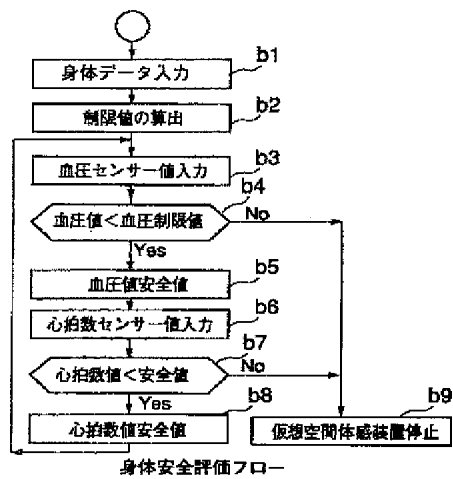 身体データ入力 b1
制限値の算出 b2
血圧センサー値入力 b3
血圧値<血圧制限値 b4
No
Yes
血圧値安全値 b5
心拍数センサー値入力 b6
心拍数値<安全値 b7
No
Yes
心拍数値安全値 b8
仮想空間体感装置停止 b9
身体安全評価フロー